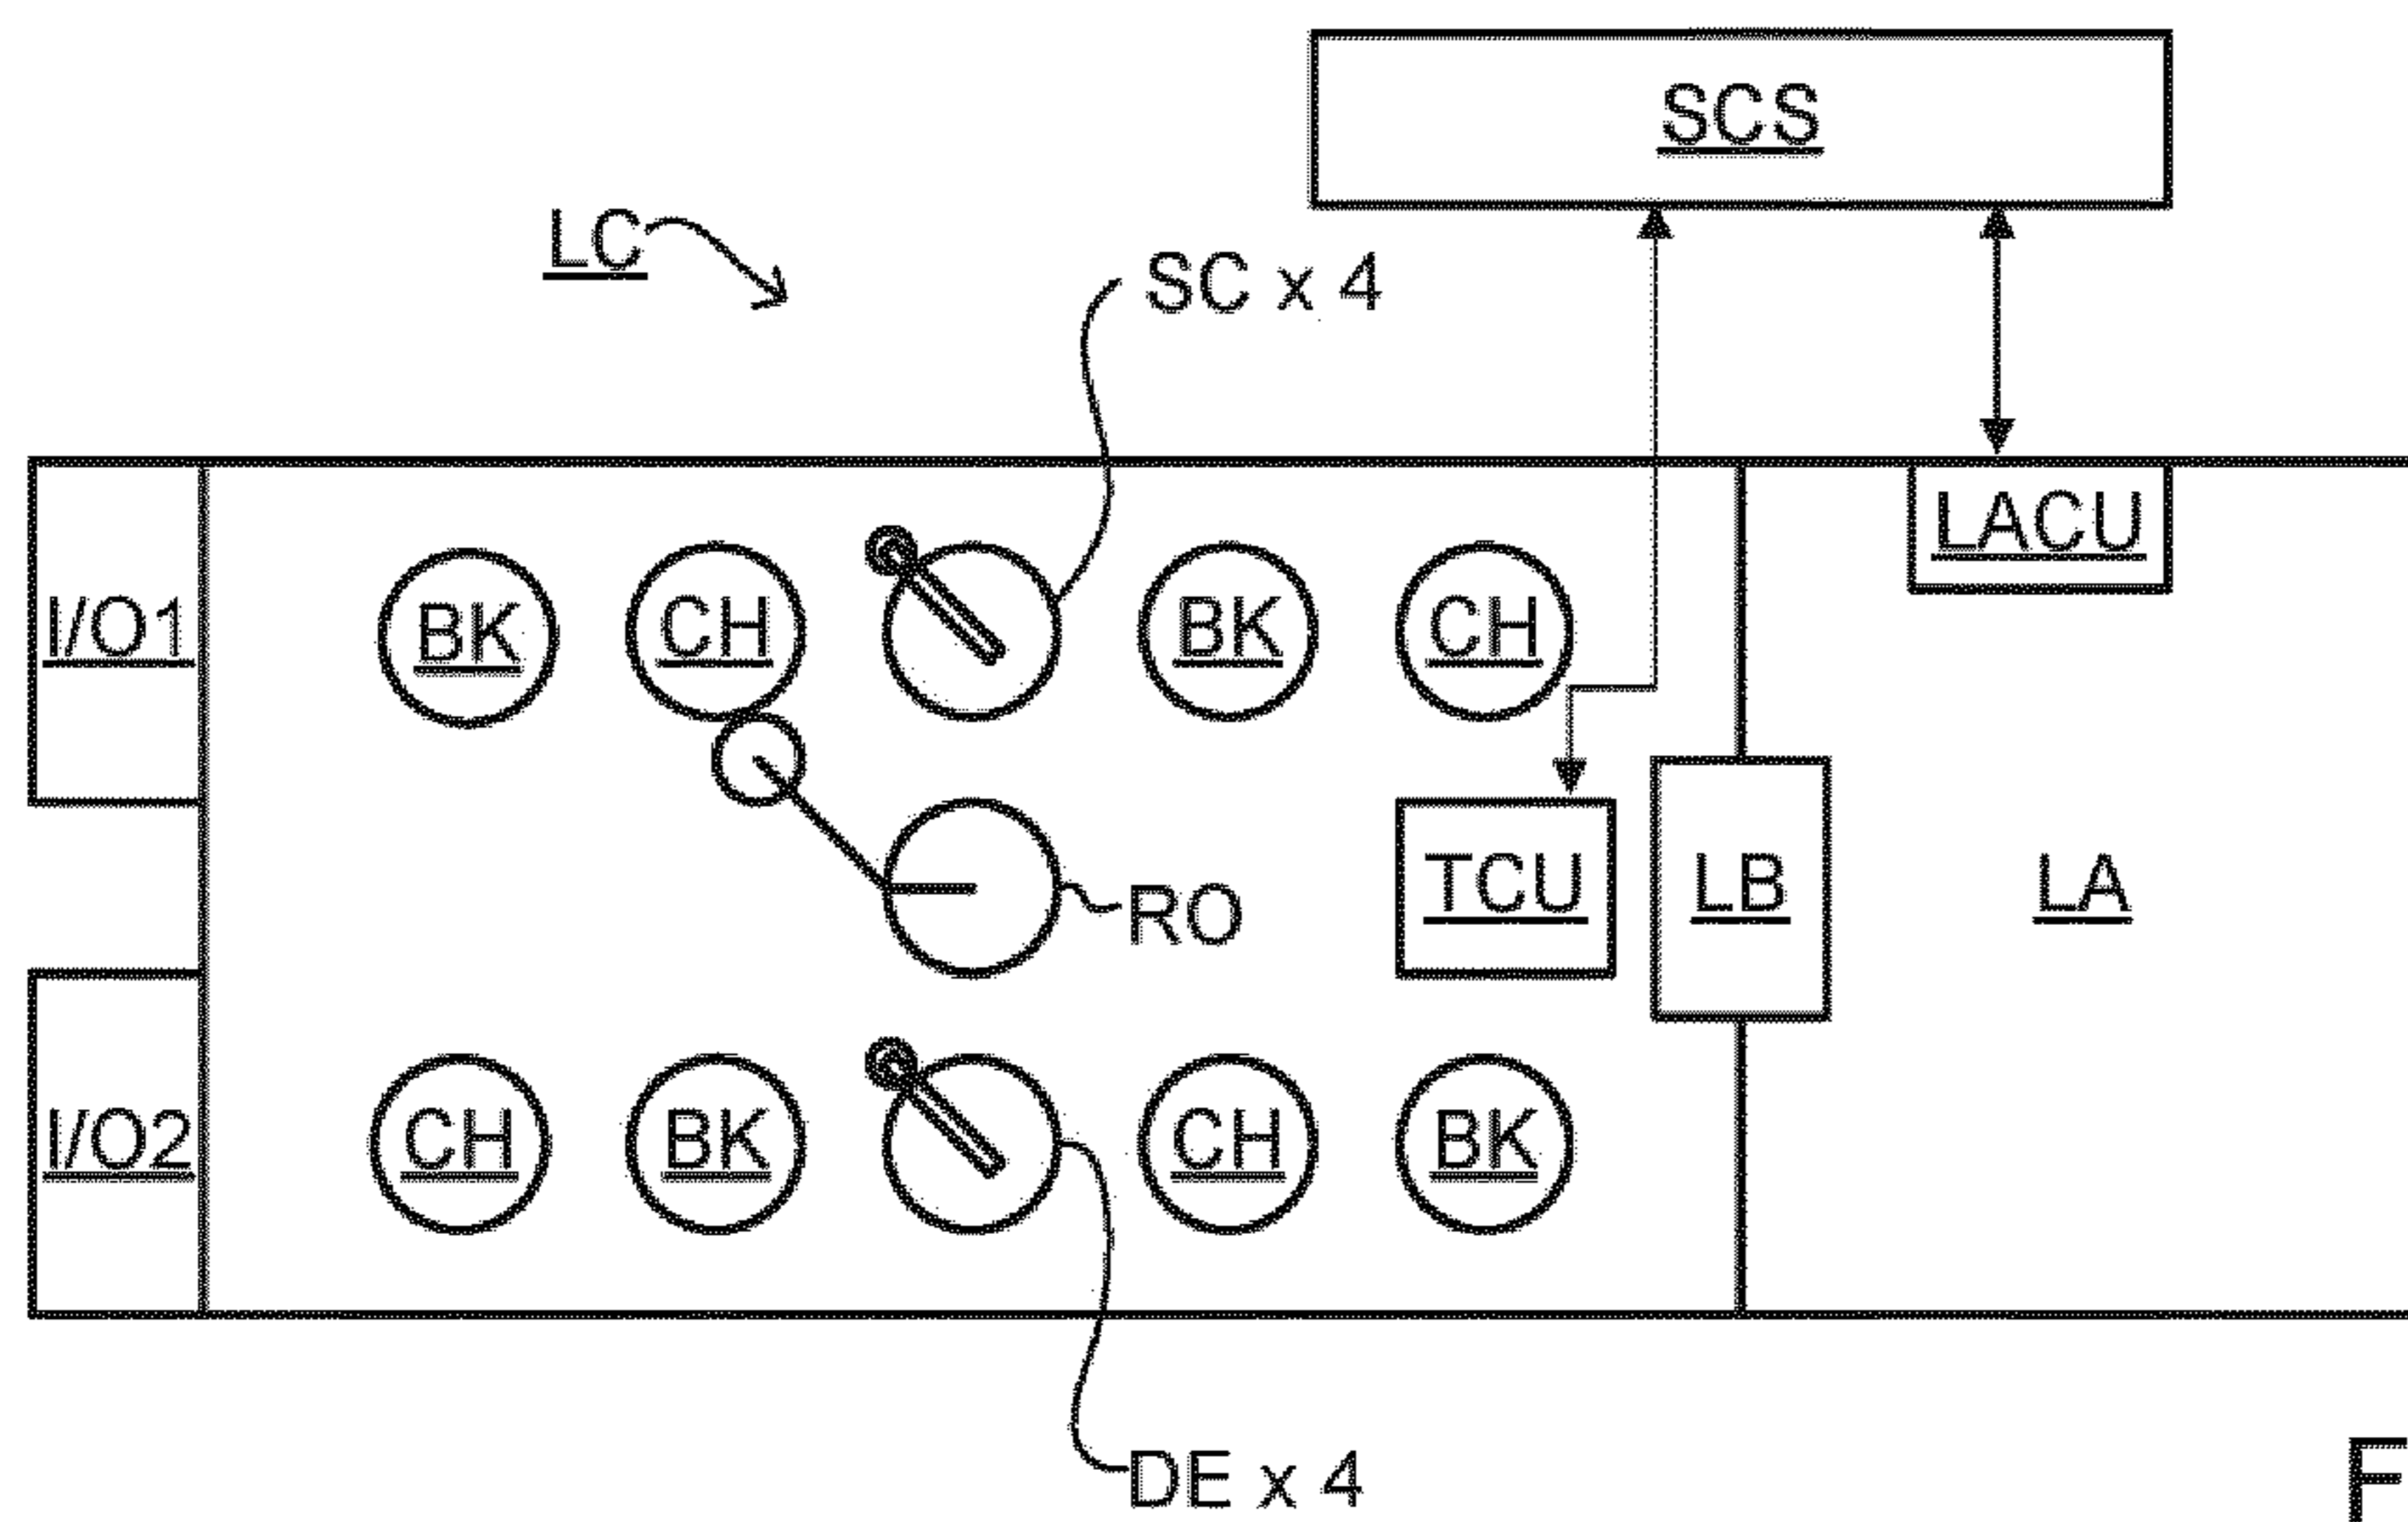 SCS
LC
SC x 4
LACU
I/O1
BK
CH
BK
CH
RO
TCU
LB
LA
I/O2
CH
BK
CH
BK
DE x 4
F